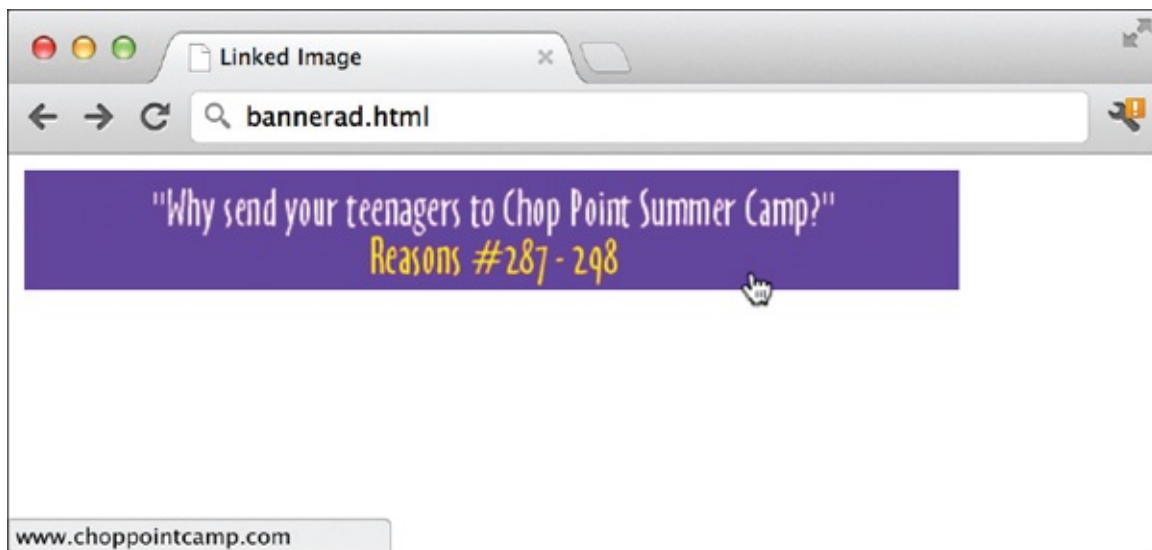 Linked Image
bannerad.html
"Why send your teenagers to Chop Point Summer Camp?"
Reasons #287 - 298
www.choppointcamp.com